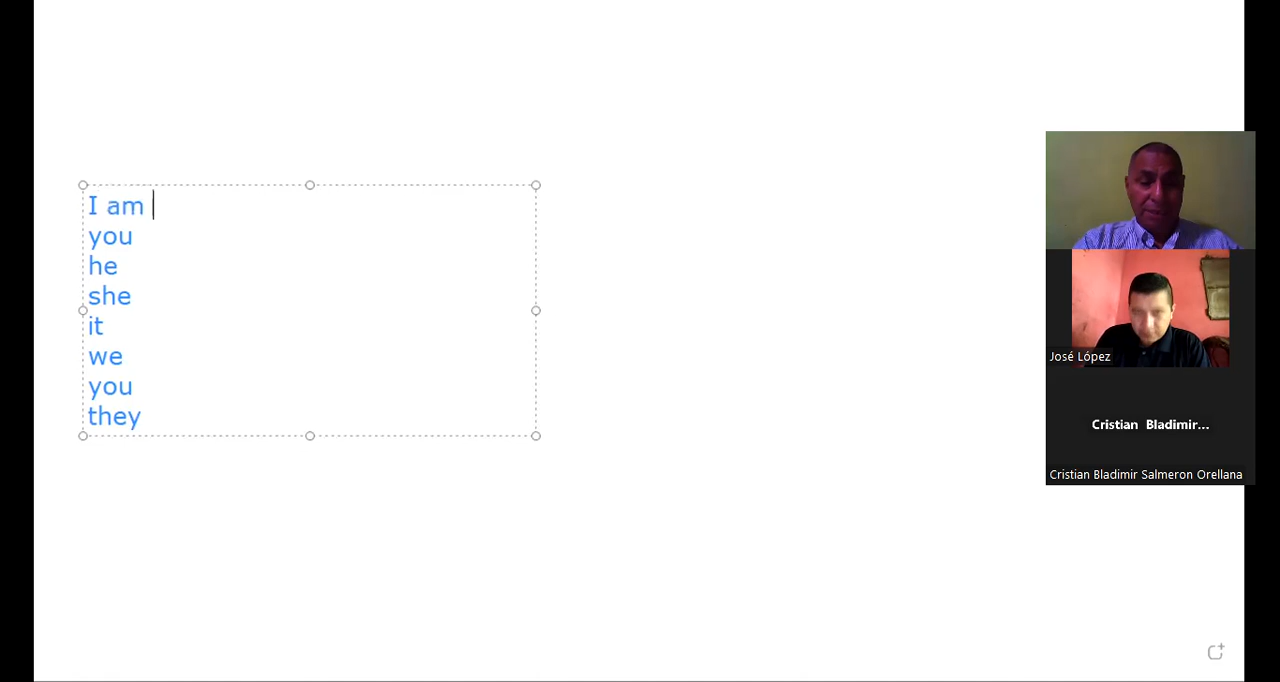 I am
you
he
she
it
we
you
they
José López
Cristian Bladimir...
Cristian Bladimir Salmeron Orellana